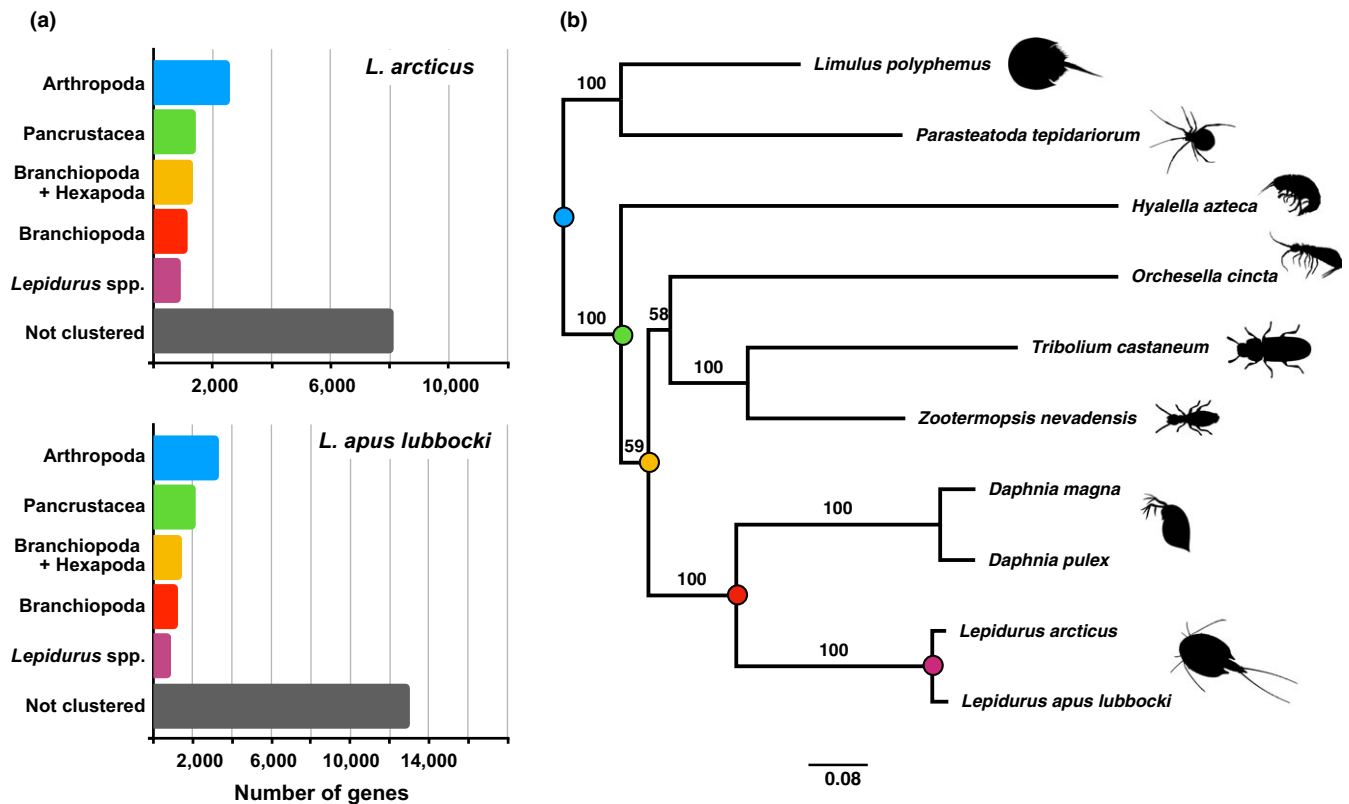 (a)
L. arcticus
Arthropoda
Pancrustacea
Branchiopoda
+ Hexapoda
Branchiopoda
Lepidurus spp.
Not clustered
2,000 6,000 10,000
L. apus lubbocki
Arthropoda
Pancrustacea
Branchiopoda
+ Hexapoda
Branchiopoda
Lepidurus spp.
Not clustered
2,000 6,000 10,000 14,000
Number of genes
(b)
Limulus polyphemus
100
Parasteatoda tepidariorum
Hyalella azteca
Orchesella cincta
58
100
Tribolium castaneum
100
Zootermopsis nevadensis
59
Daphnia magna
100
Daphnia pulex
100
Lepidurus arcticus
100
Lepidurus apus lubbocki
0.08